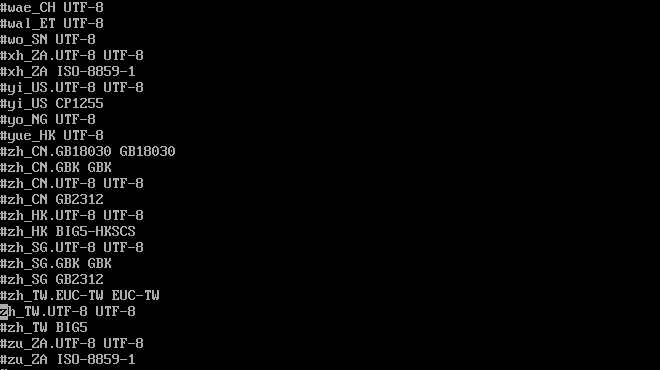 #wae_CH UTF-8
#wal_ET UTF-8
#wo_SN UTF-8
#xh_ZA.UTF-8 UTF-8
#xh_ZA ISO-8859-1
#yi_US.UTF-8 UTF-8
#yi_US CP1255
#yo_NG UTF-8
#yue_HK UTF-8
#zh_CN.GB18030 GB18030
#zh_CN.GBK GBK
#zh_CN.UTF-8 UTF-8
#zh_CN GB2312
#zh_HK.UTF-8 UTF-8
#zh_HK BIG5-HKSCS
#zh_SG.UTF-8 UTF-8
#zh_SG.GBK GBK
#zh_SG GB2312
#zh_TW.EUC-TW EUC-TW
zh_TW.UTF-8 UTF-8
#zh_TW BIG5
#zu_ZA.UTF-8 UTF-8
#zu_ZA ISO-8859-1